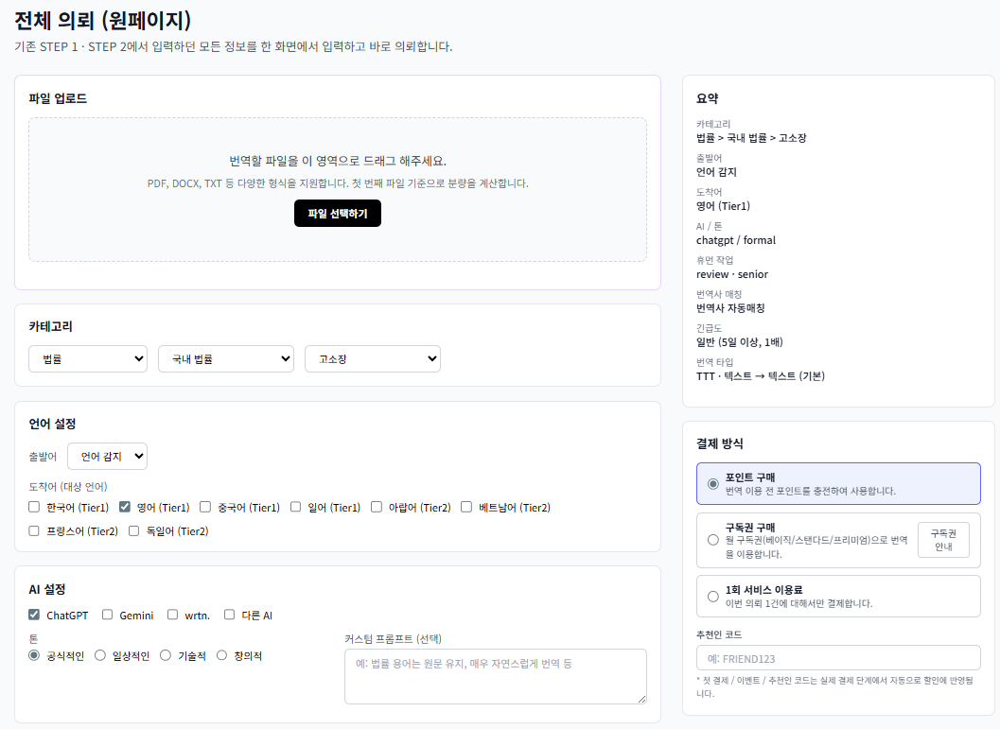 전체 의뢰 (원페이지)
기존 STEP 1 · STEP 2에서 입력하던 모든 정보를 한 화면에서 입력하고 바로 의뢰합니다.
파일 업로드
번역할 파일을 이 영역으로 드래그 해주세요.
PDF, DOCX, TXT 등 다양한 형식을 지원합니다. 첫 번째 파일 기준으로 분량을 계산합니다.
파일 선택하기
카테고리
법률 국내 법률 고소장
언어 설정
출발어 언어 감지
도착어 (대상 언어)
한국어 (Tier1) 영어 (Tier1) 중국어 (Tier1) 일어 (Tier1) 아랍어 (Tier2) 베트남어 (Tier2)
프랑스어 (Tier2) 독일어 (Tier2)
AI 설정
ChatGPT Gemini wrtn. 다른 AI
톤
공식적인 일상적인 기술적 창의적
커스텀 프롬프트 (선택)
예: 법률 용어는 원문 유지, 매우 자연스럽게 번역 등
요약
카테고리
법률 > 국내 법률 > 고소장
출발어
언어 감지
도착어
영어 (Tier1)
AI / 톤
chatgpt / formal
휴먼 작업
review · senior
번역사 매칭
번역사 자동매칭
긴급도
일반 (5일 이상, 1배)
번역 타입
TTT · 텍스트 → 텍스트 (기본)
결제 방식
포인트 구매
번역 이용 전 포인트를 충전하여 사용합니다.
구독권 구매
월 구독권(베이직/스탠다드/프리미엄)으로 번역
을 이용합니다.
구독권
안내
1회 서비스 이용료
이번 의뢰 1건에 대해서만 결제합니다.
추천인 코드
예: FRIEND123
* 첫 결제 / 이벤트 / 추천인 코드는 실제 결제 단계에서 자동으로 할인에 반영됩
니다.